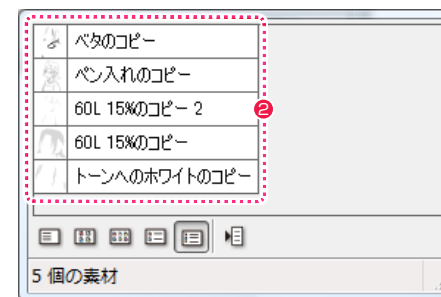 ベタのコピー
ペン入れのコピー
60L 15%のコピー 2
60L 15%のコピー
トーンへのホワイトのコピー
2
5 個の素材